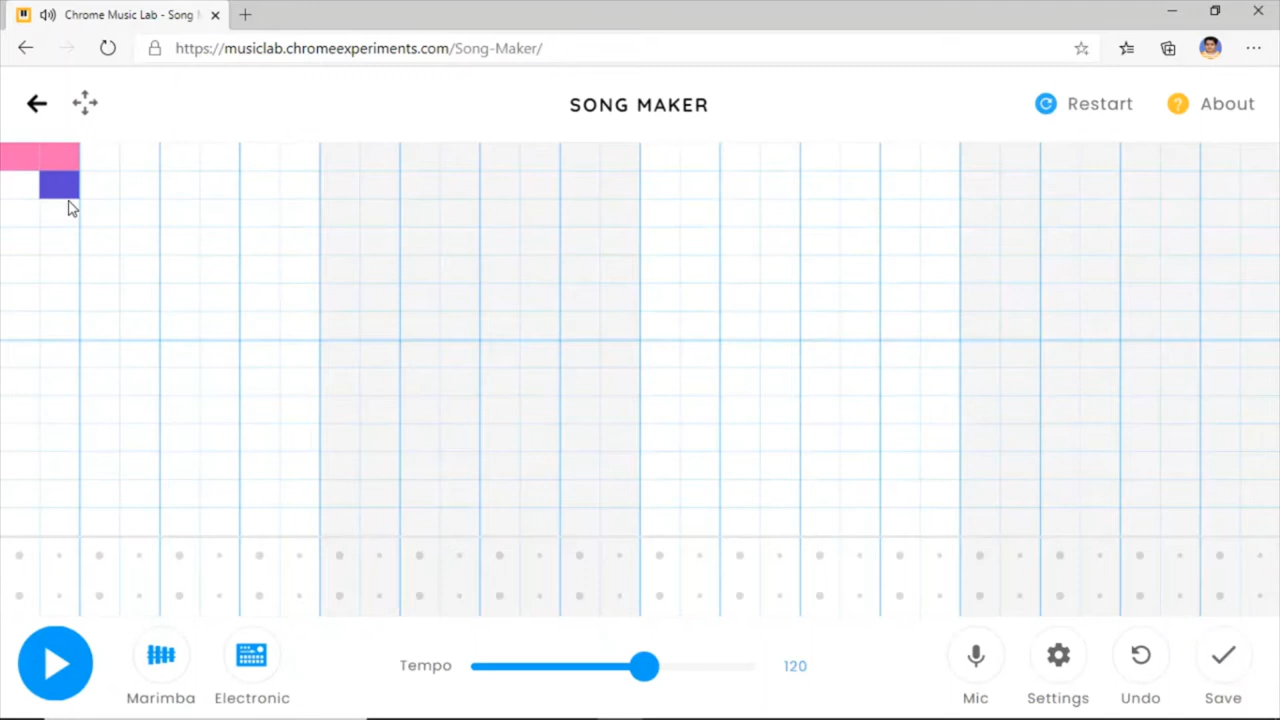 Chrome Music Lab - Song
https://musiclab.chromeexperiments.com/Song-Maker/
SONG MAKER
Restart
? About
Tempo
120
Marimba
Electronic
Mic
Settings
Undo
Save